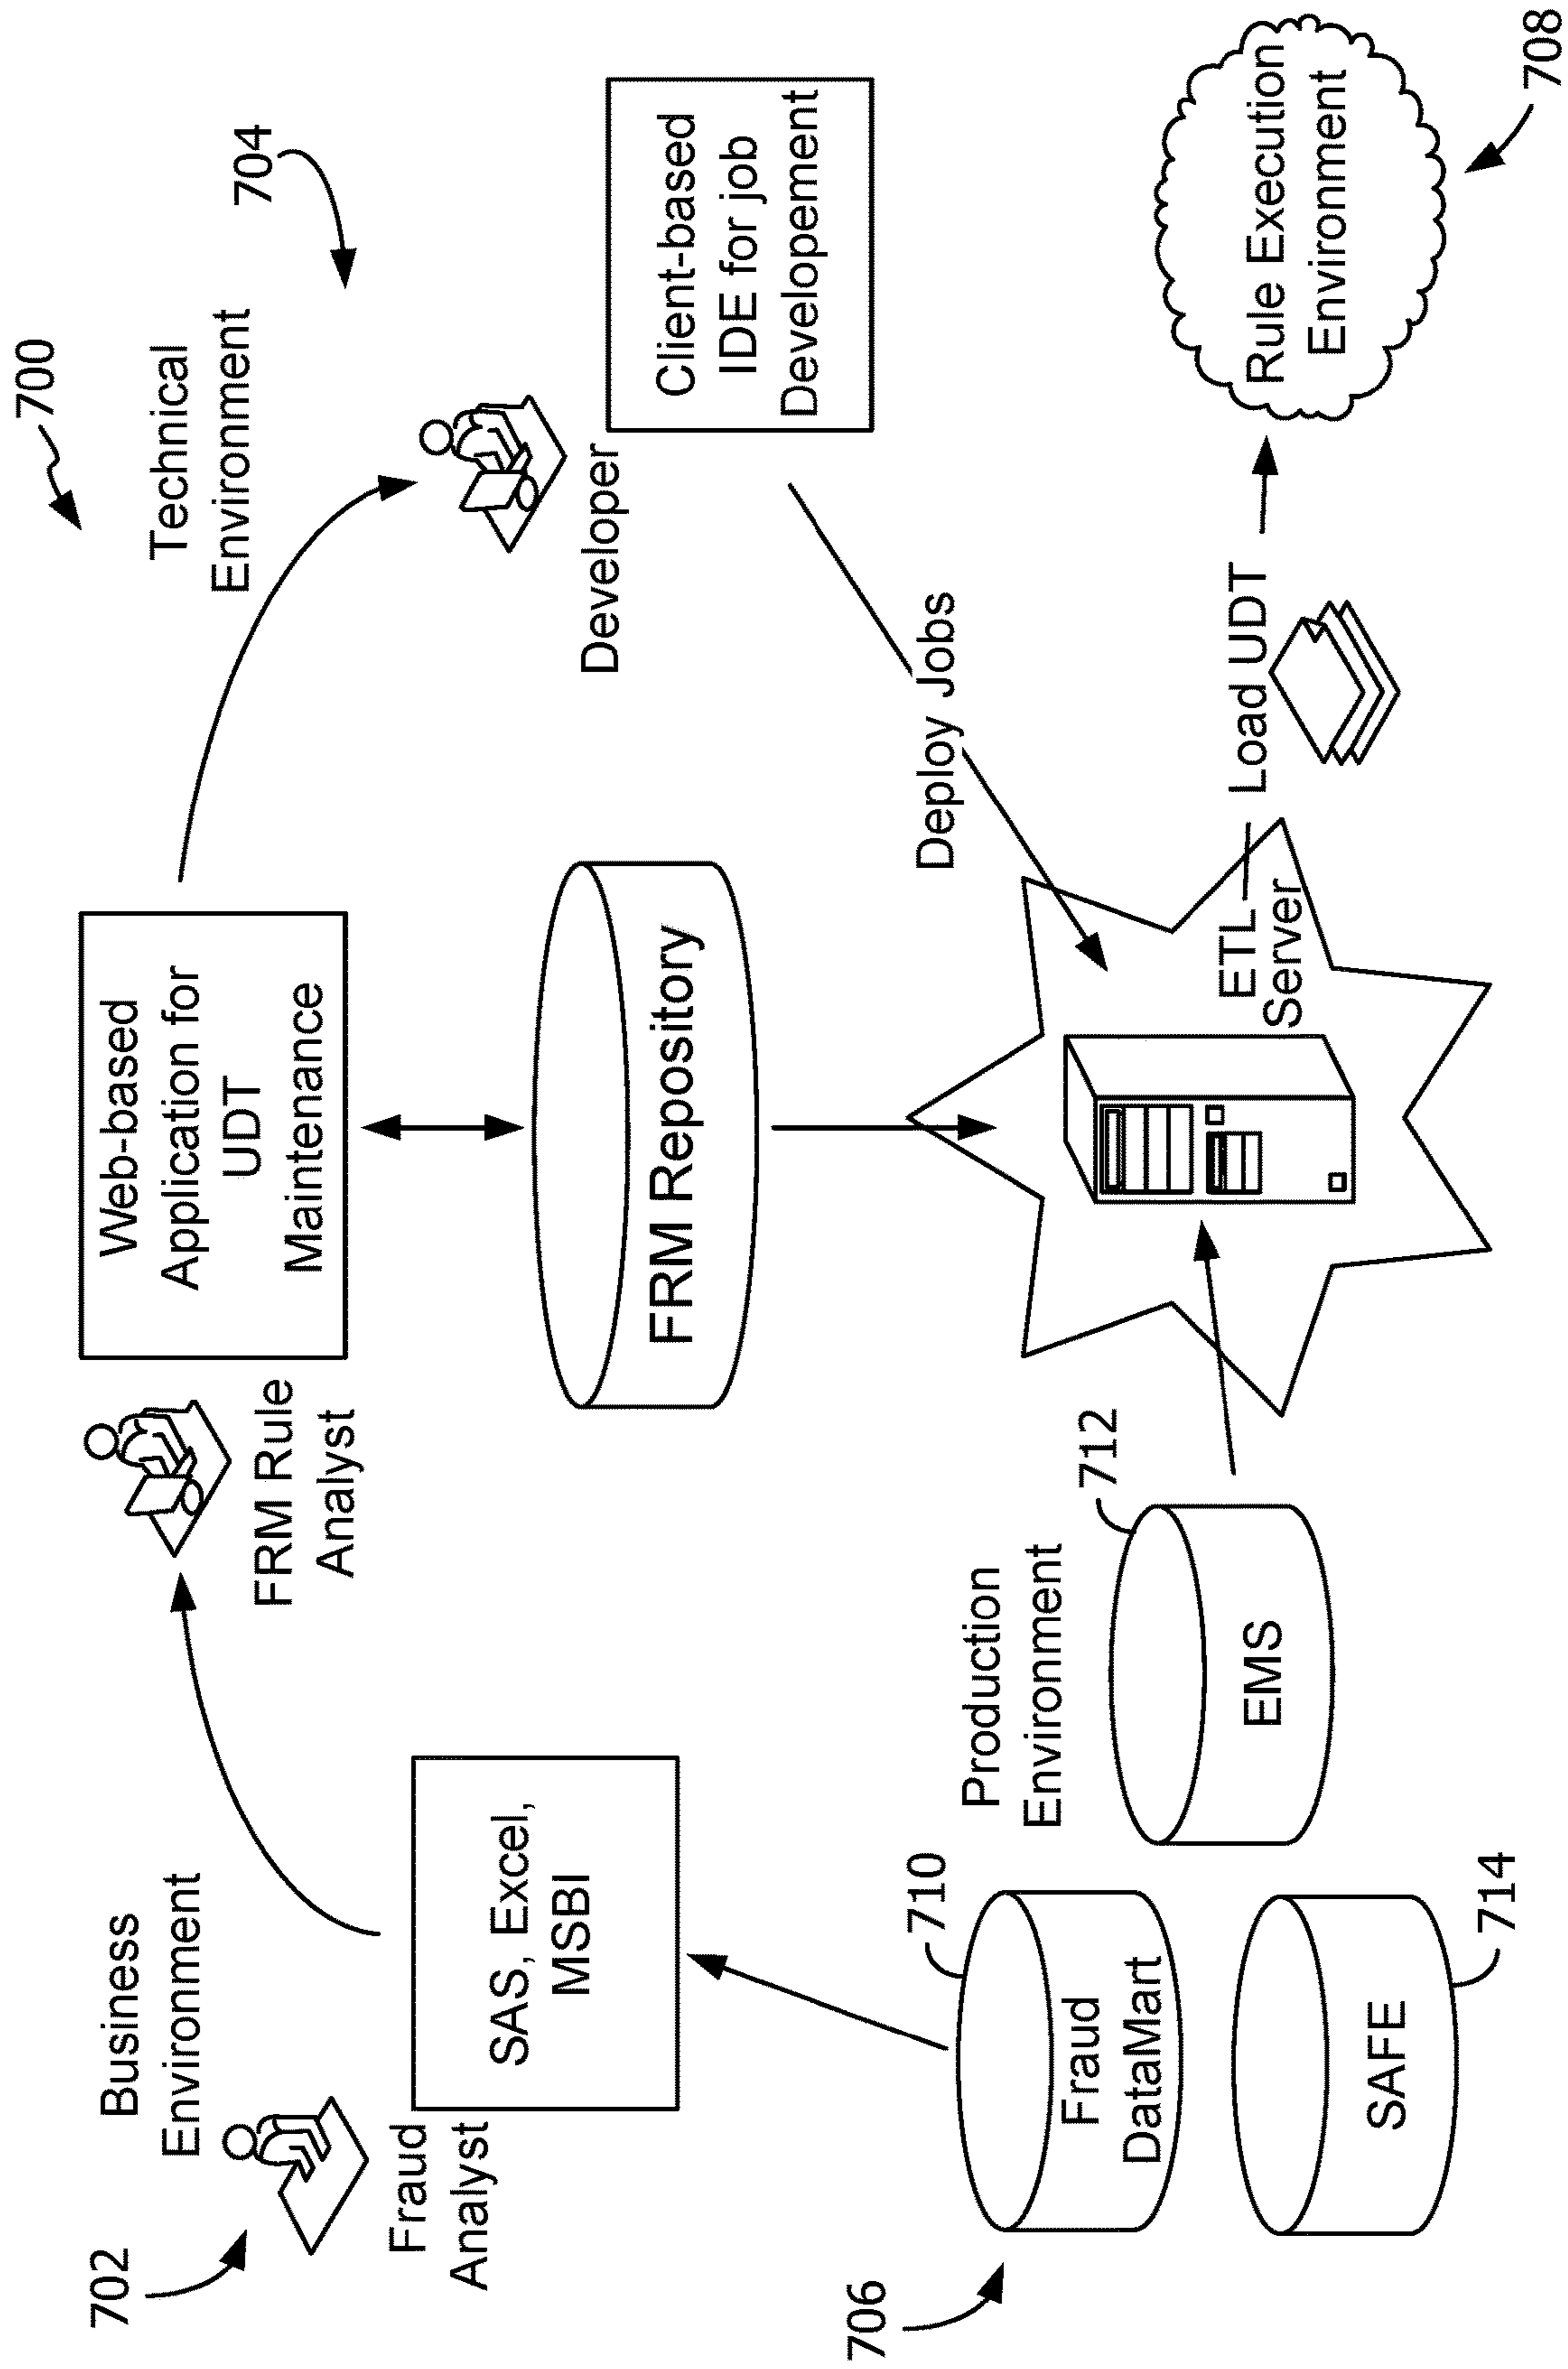 700
702
Business
Environment
Fraud
Analyst
SAS, Excel,
MSBI
FRM Rule
Analyst
Web-based
Application for
UDT
Maintenance
Technical
Environment
704
Developer
Client-based
IDE for job
Developement
FRM Repository
Deploy Jobs
706
710
Fraud
DataMart
SAFE
714
Production
Environment
712
EMS
ETL
Server
Load UDT
Rule Execution
Environment
708